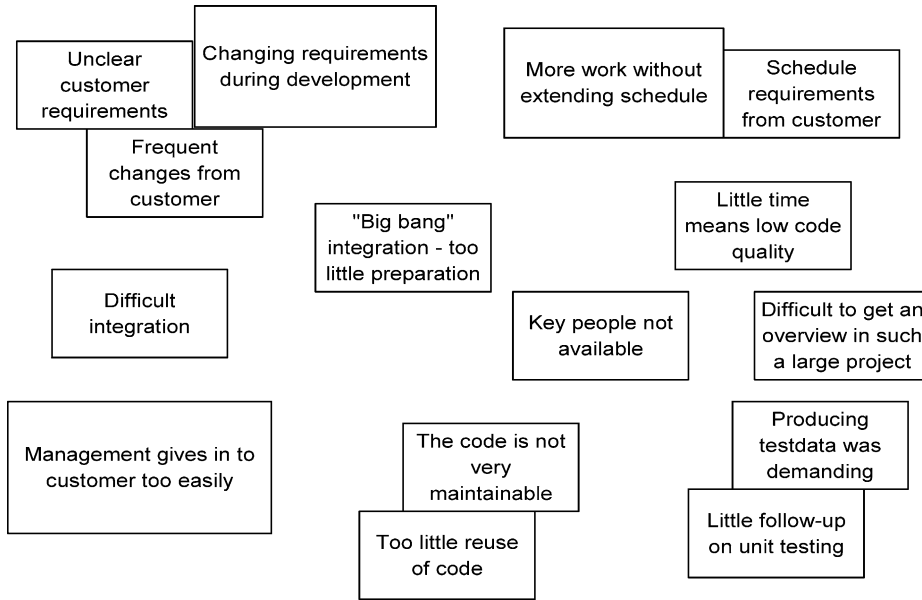 Unclear
customer
requirements
Changing requirements
during development
Frequent
changes from
customer
More work without
extending schedule
Schedule
requirements
from customer
"Big bang"
integration - too
little preparation
Little time
means low code
quality
Difficult
integration
Key people not
available
Difficult to get an
overview in such
a large project
Management gives in to
customer too easily
The code is not
very
maintainable
Too little reuse
of code
Producing
testdata was
demanding
Little follow-up
on unit testing